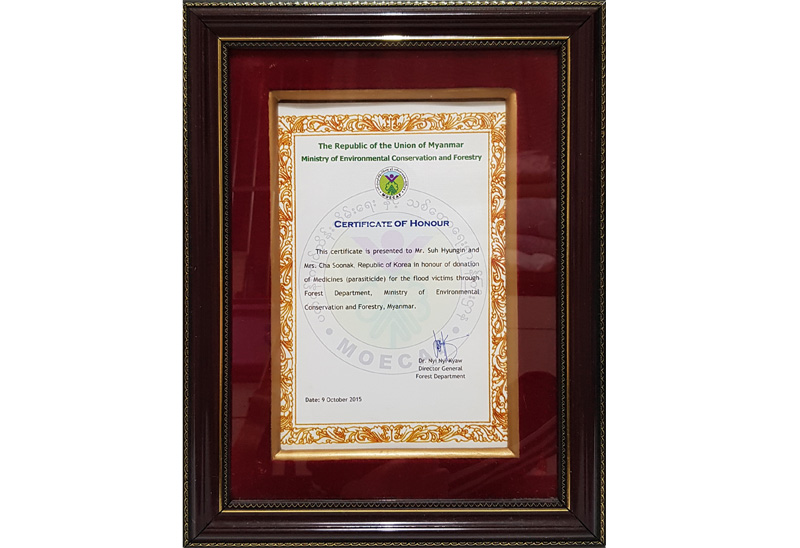 The Republic of the Union of Myanmar
Ministry of Environmental Conservation and Forestry
MOECAF
CERTIFICATE OF HONOUR
This certificate is presented to Mr. Suh Hyungin and
Mrs. Cha Soonak, Republic of Korea in honour of donation
of Medicines (parasiticide) for the flood victims through
Forest Department, Ministry of Environmental
Conservation and Forestry, Myanmar.
MOECAF
Dr. Nyi Nyi Kyaw
Director General
Forest Department
Date: 9 October 2015